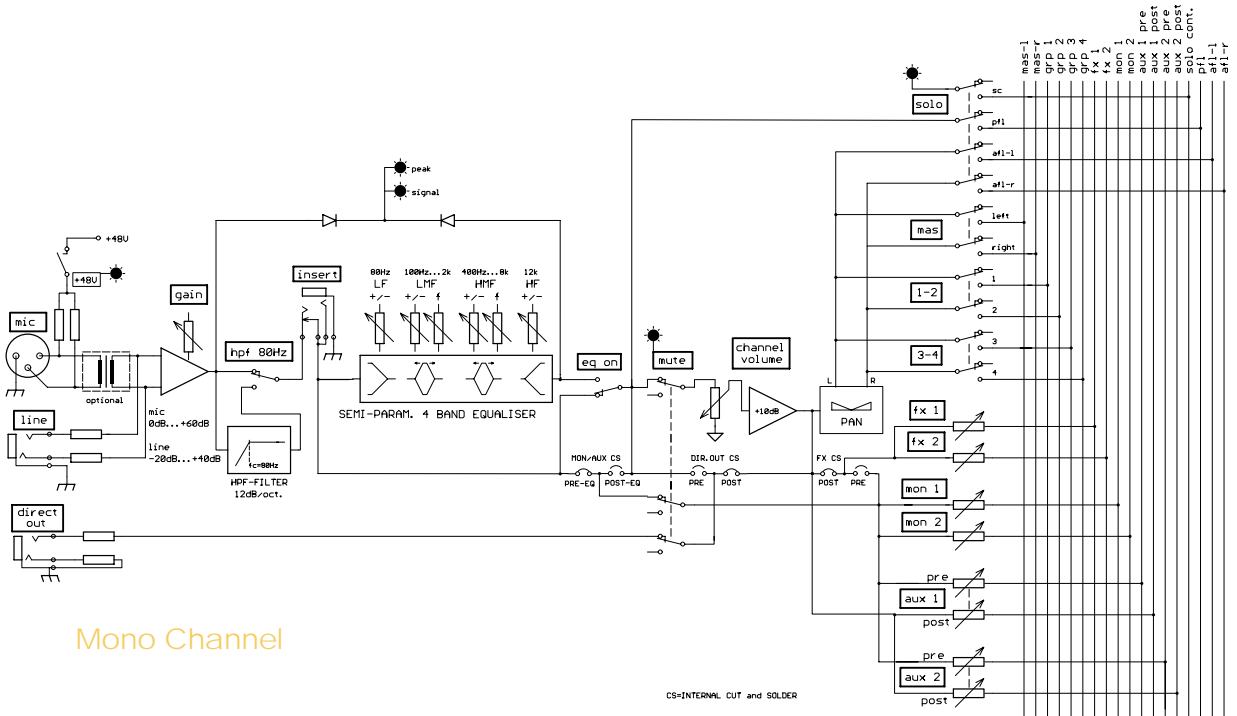 mas-l
mas-r
grp 1
grp 2
grp 3
grp 4
fx 1
fx 2
mon 1
mon 2
aux 1 pre
aux 1 post
aux 2 pre
aux 2 post
solo cont.
pfl
afl-l
afl-r
solo
sc
pfl
afl-l
afl-r
mas
left
right
1-2
1
2
3-4
3
4
peak
signal
+48V
+48V
gain
insert
80Hz
LF
+/-
100Hz...2k
LMF
+/- f
400Hz...8k
HMF
+/- f
12k
HF
+/-
mic
optional
hpf 80Hz
eq on
mute
channel
volume
+10dB
L
R
PAN
SEMI-PARAM. 4 BAND EQUALISER
mic
0dB...+60dB
line
-20dB...+40dB
line
fc=80Hz
HPF-FILTER
12dB/oct.
MON/AUX CS
PRE-EQ
POST-EQ
DIR.OUT CS
PRE
POST
FX CS
POST
PRE
fx 1
fx 2
mon 1
mon 2
direct
out
pre
aux 1
post
pre
aux 2
post
Mono Channel
CS=INTERNAL CUT and SOLDER